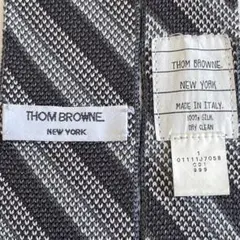 THOM BROWNE.
NEW YORK
THOM BROWNE
NEW YORK
MADE IN ITALY.
100% SILK
DRY CLEAN